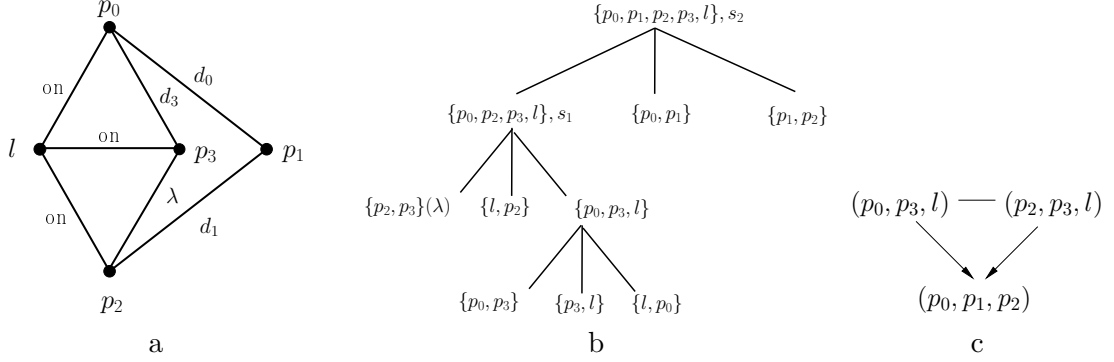 p₀
on
d₃
d₀
l
on
p₃
p₁
on
λ
d₁
p₂
a
{p₀, p₁, p₂, p₃, l}, s₂
{p₀, p₂, p₃, l}, s₁ {p₀, p₁} {p₁, p₂}
{p₂, p₃}(λ) {l, p₂} {p₀, p₃, l}
{p₀, p₃} {p₃, l} {l, p₀}
b
(p₀, p₃, l) — (p₂, p₃, l)
(p₀, p₁, p₂)
c